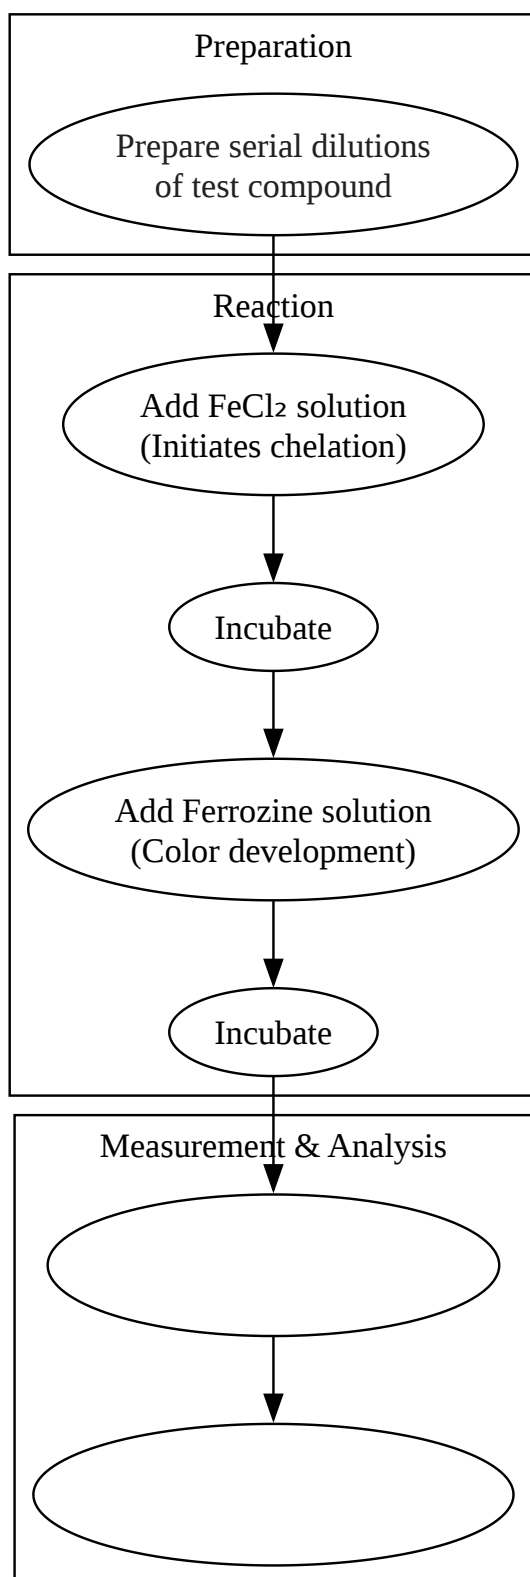 Preparation
Prepare serial dilutions
of test compound
Reaction
Add FeCl₂ solution
(Initiates chelation)
Incubate
Add Ferrozine solution
(Color development)
Incubate
Measurement & Analysis